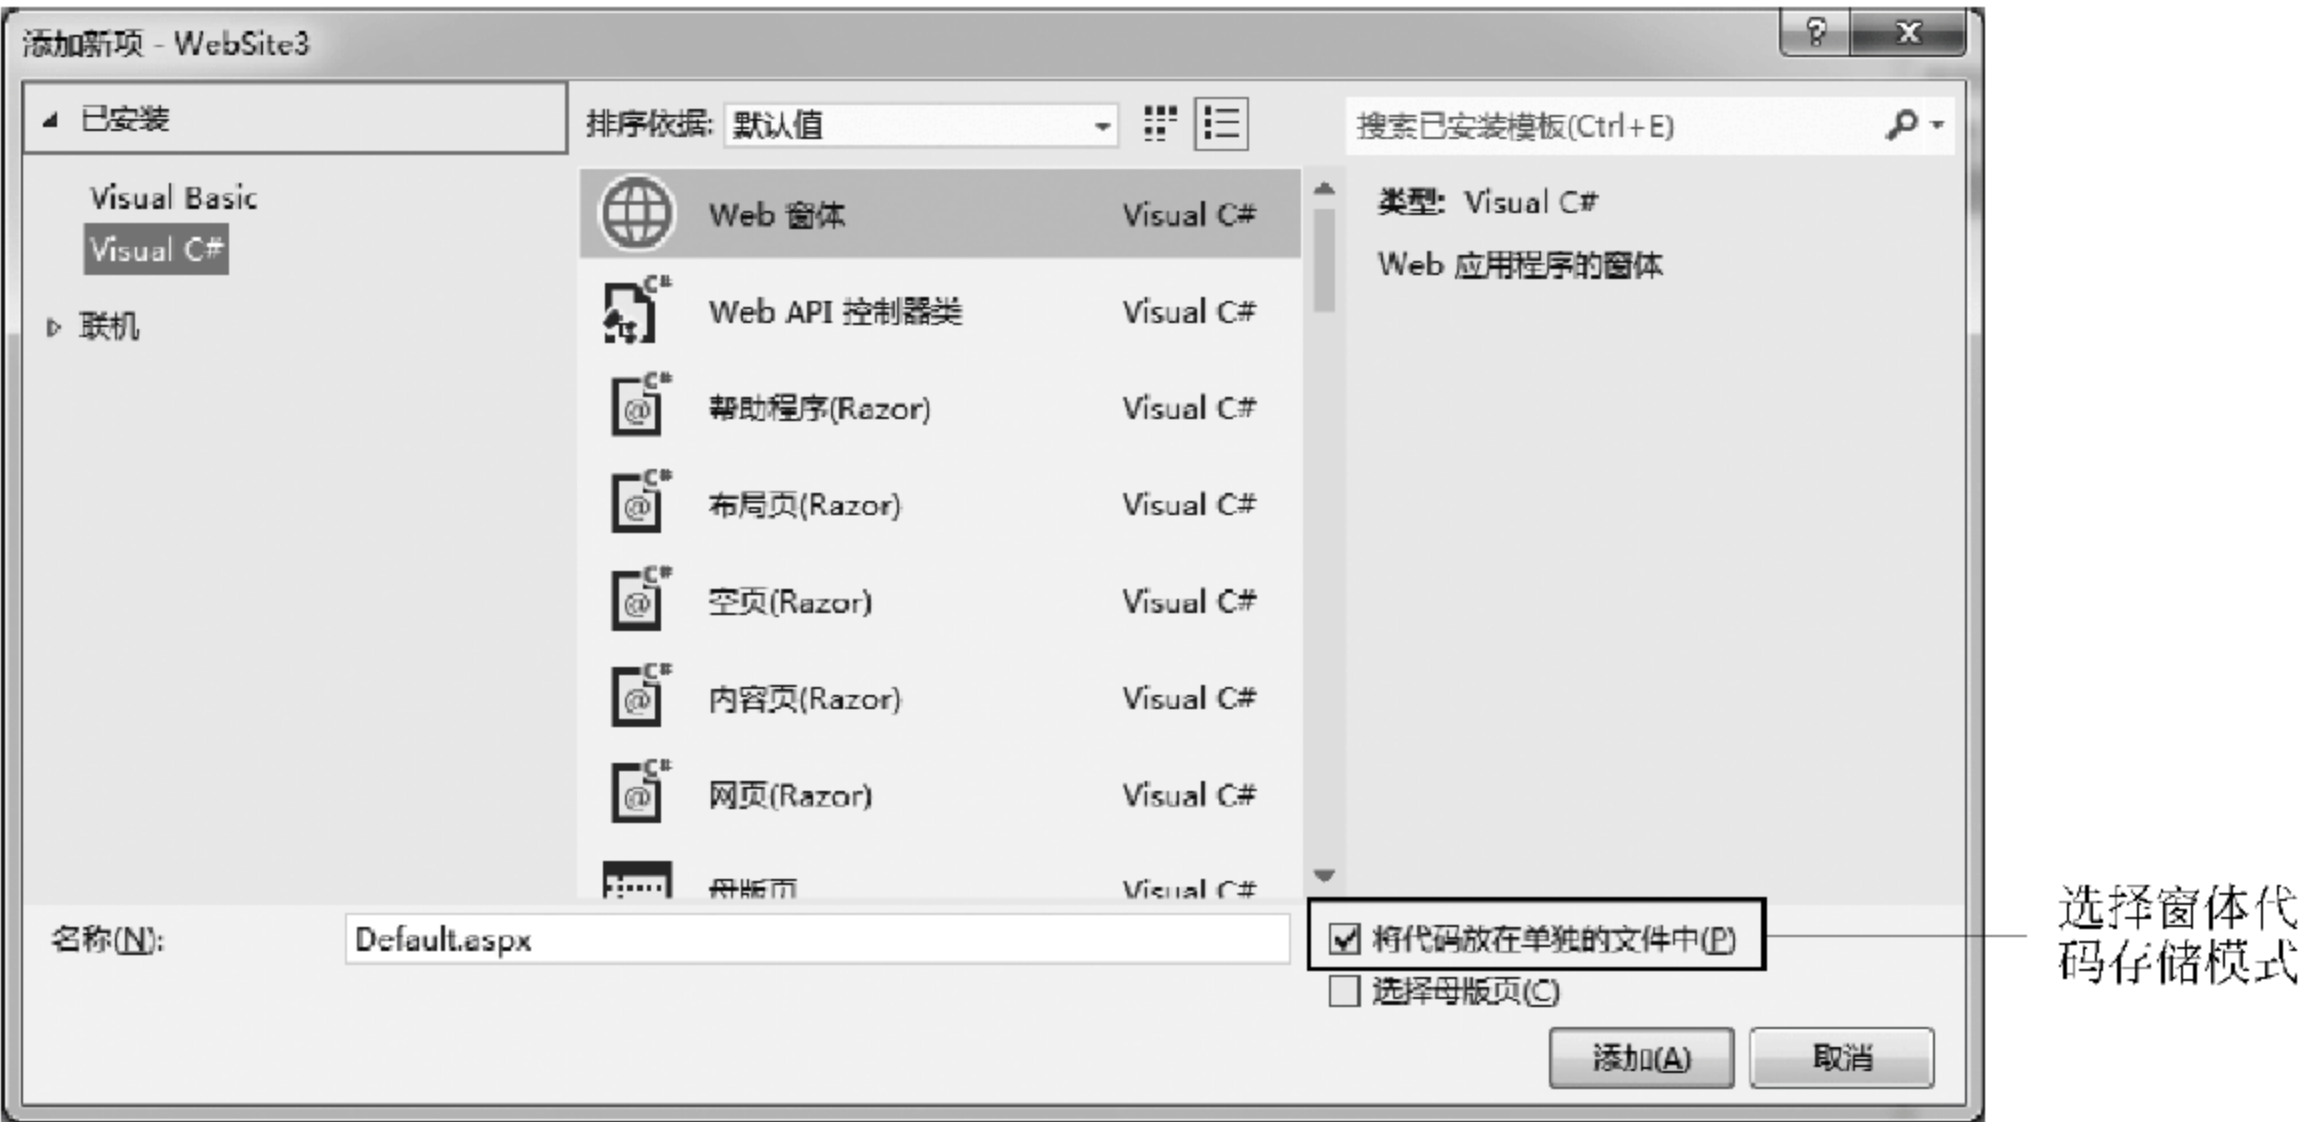 添加新项 - WebSite3
已安装
Visual Basic
Visual C#
联机
排序依据: 默认值
Web 窗体 Visual C#
Web API 控制器类 Visual C#
帮助程序(Razor) Visual C#
布局页(Razor) Visual C#
空页(Razor) Visual C#
内容页(Razor) Visual C#
网页(Razor) Visual C#
母版页 Visual C#
搜索已安装模板(Ctrl+E)
类型: Visual C#
Web 应用程序的窗体
名称(N): Default.aspx
将代码放在单独的文件中(P)
选择母版页(C)
添加(A) 取消
选择窗体代
码存储模式